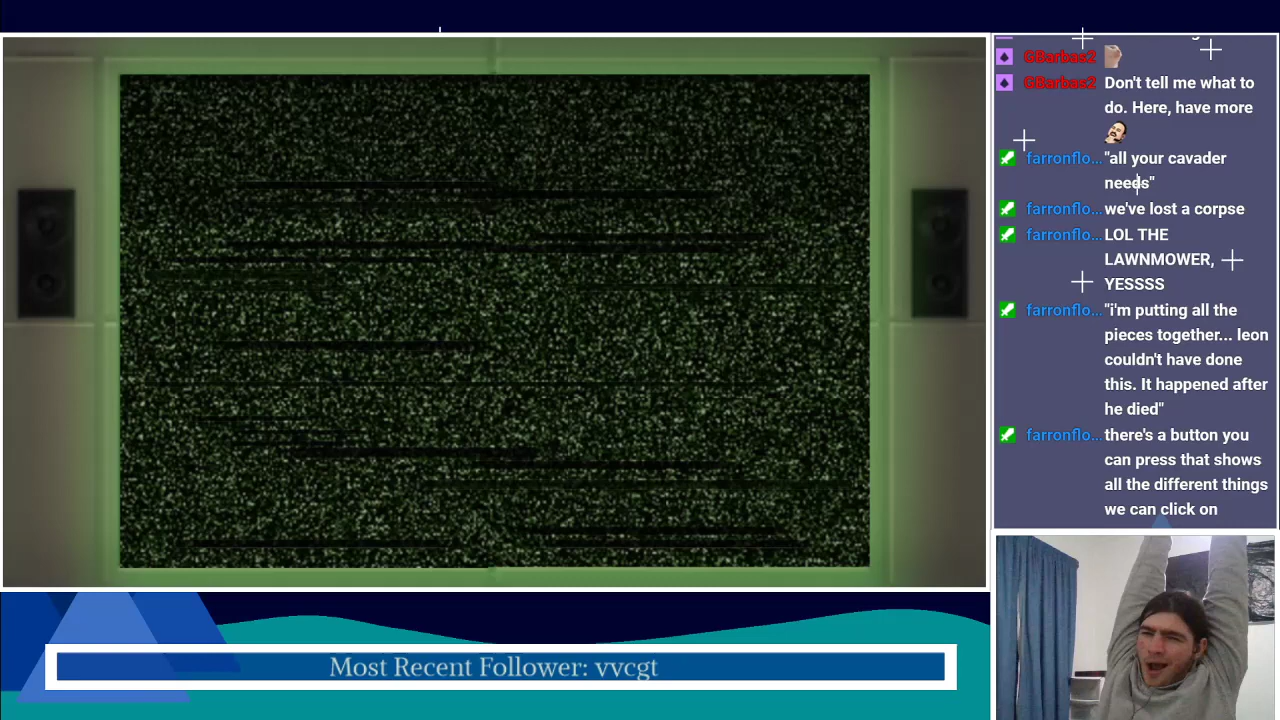 GBarbas2
GBarbas2 Don't tell me what to
do. Here, have more
farronflo... "all your cavader
needs"
farronflo... we've lost a corpse
farronflo... LOL THE
LAWNMOWER,
YESSSS
farronflo... "i'm putting all the
pieces together... leon
couldn't have done
this. It happened after
he died"
farronflo... there's a button you
can press that shows
all the different things
we can click on
Most Recent Follower: vvcgt